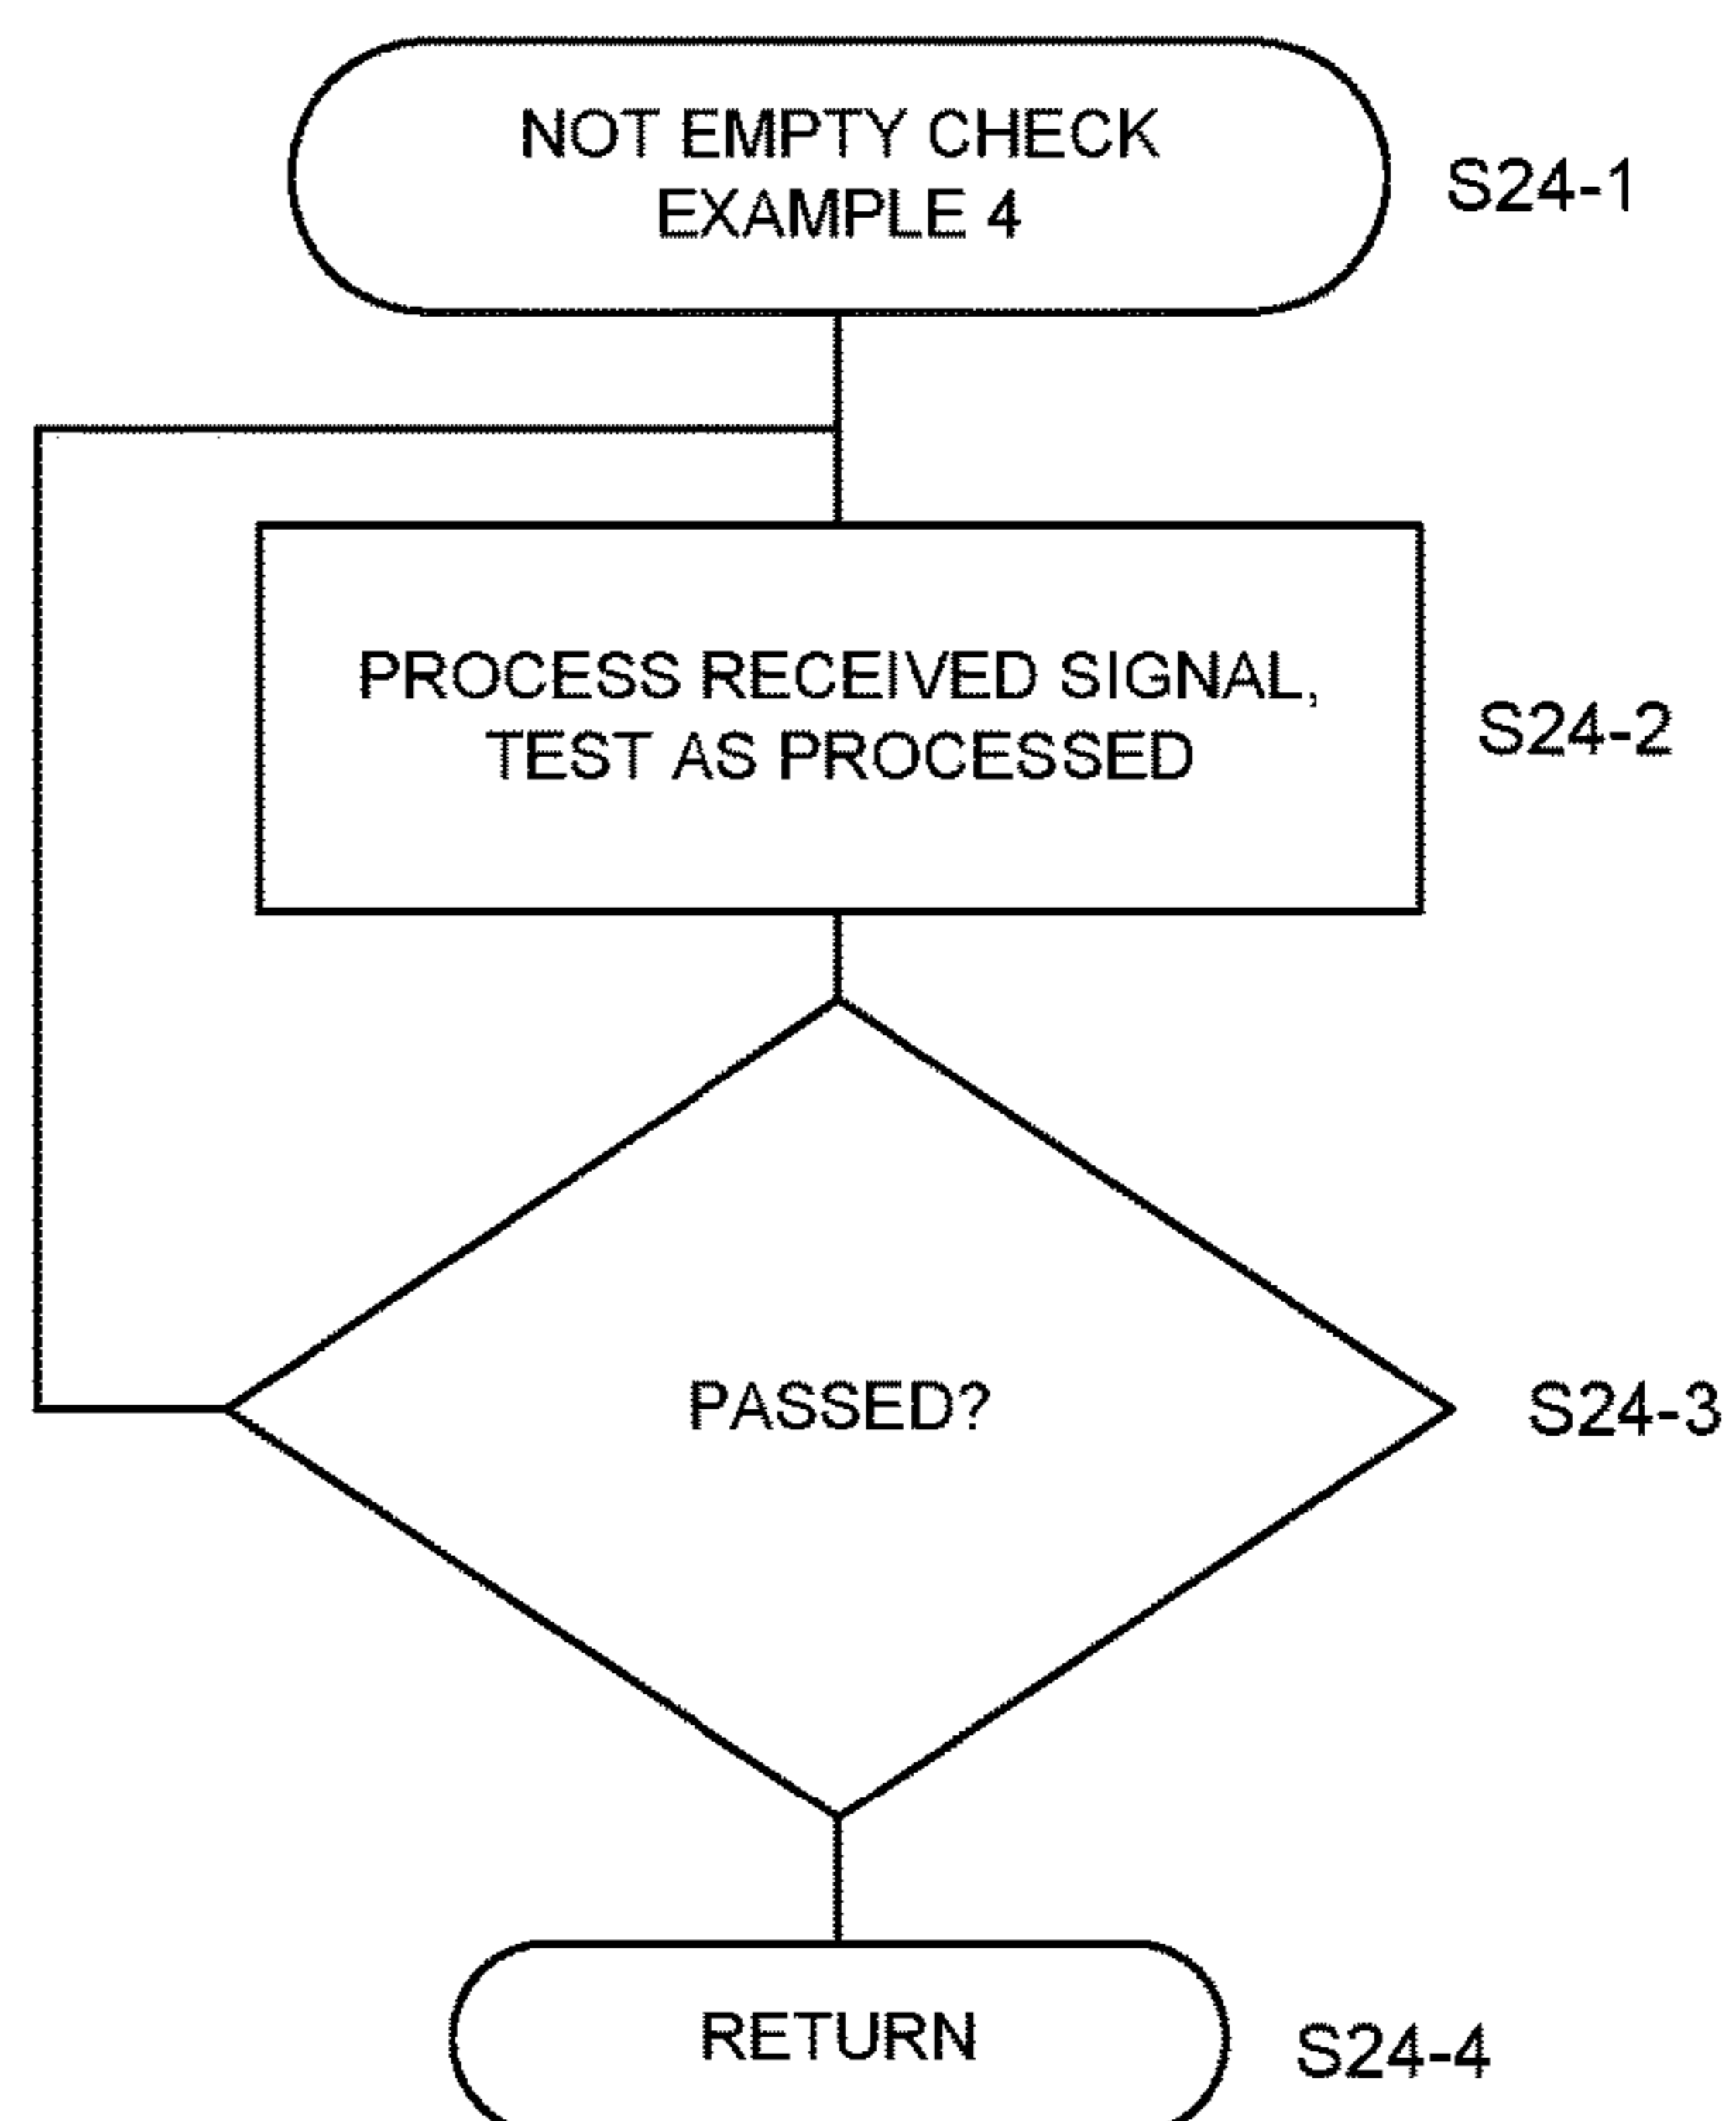 NOT EMPTY CHECK
EXAMPLE 4
S24-1
PROCESS RECEIVED SIGNAL,
TEST AS PROCESSED
S24-2
PASSED?
S24-3
RETURN
S24-4